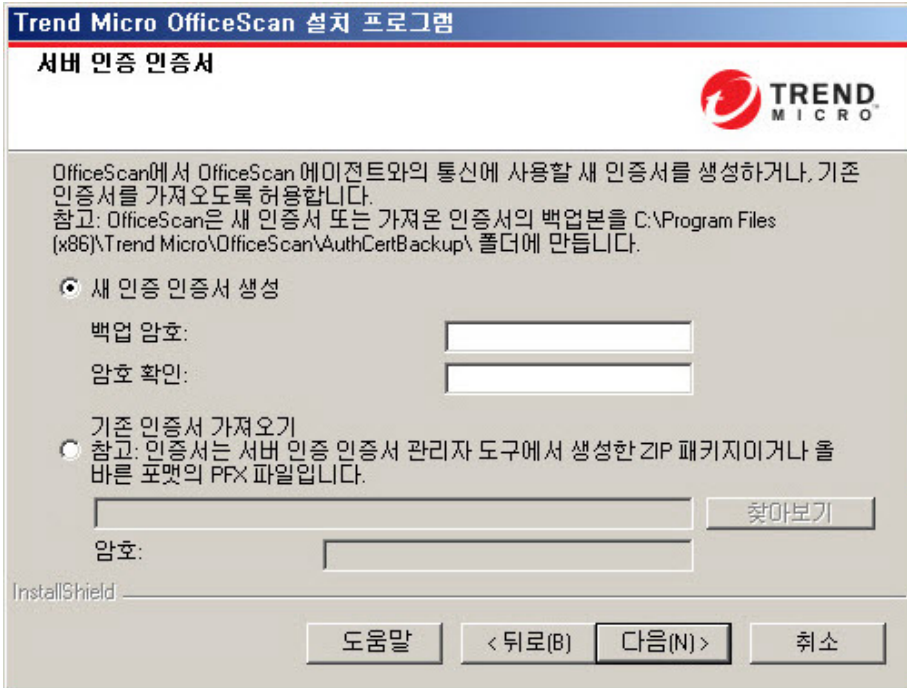 Trend Micro OfficeScan 설치 프로그램
서버 인증 인증서
TREND
MICRO
OfficeScan에서 OfficeScan 에이전트와의 통신에 사용할 새 인증서를 생성하거나, 기존
인증서를 가져오도록 허용합니다.
참고: OfficeScan은 새 인증서 또는 가져온 인증서의 백업본을 C:\Program Files
(x86)\Trend Micro\OfficeScan\AuthCertBackup\ 폴더에 만듭니다.
새 인증 인증서 생성
백업 암호:
암호 확인:
기존 인증서 가져오기
참고: 인증서는 서버 인증 인증서 관리자 도구에서 생성한 ZIP 패키지이거나 올
바른 포맷의 PFX 파일입니다.
찾아보기
암호:
InstallShield
도움말
< 뒤로(B)
다음(N) >
취소